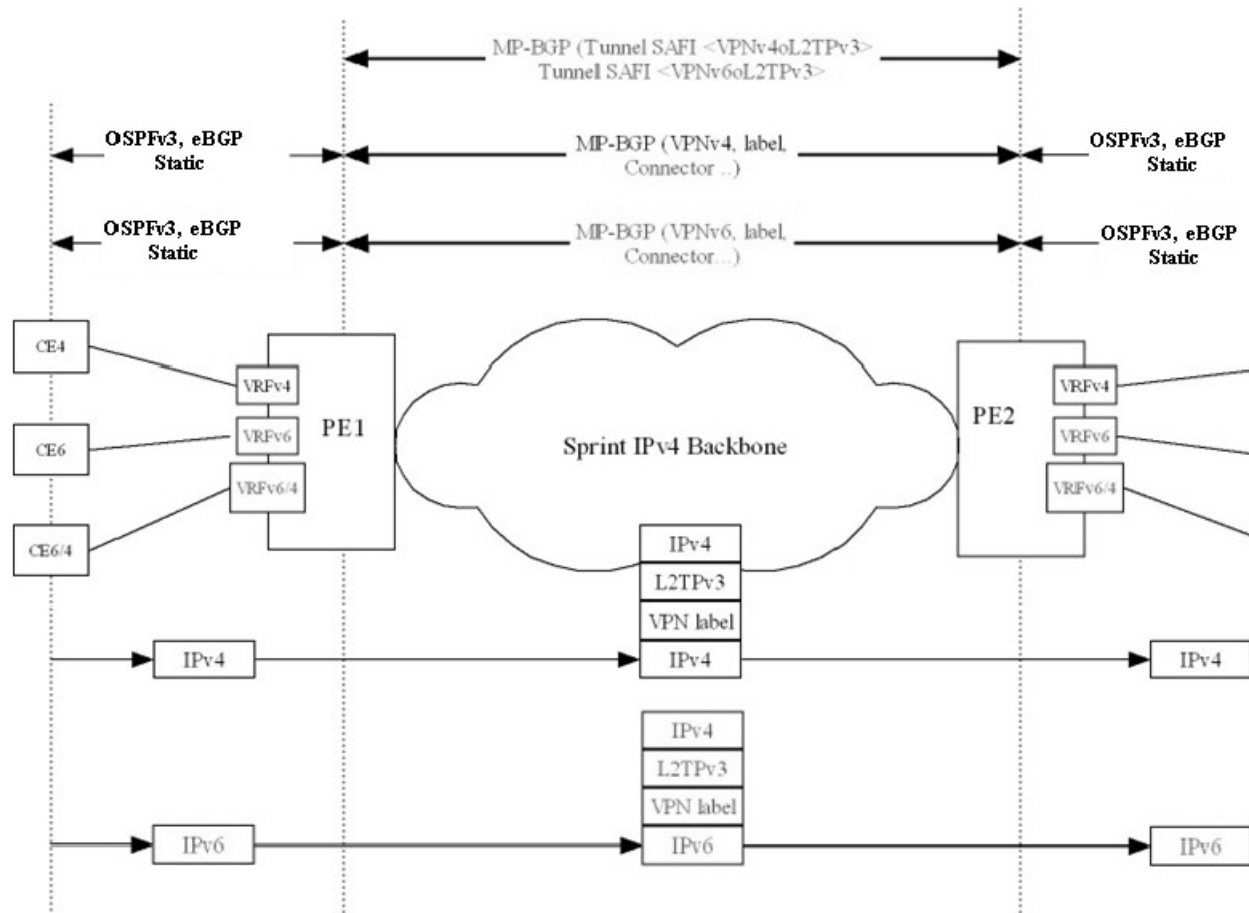 MP-BGP (Tunnel SAFI <VPNv4oL2TPv3>
Tunnell SAFI <VPNv6oL2TPv3>
OSPFv3, eBGP
Static
MP-BGP (VPNv4, label,
Connector ..)
OSPFv3, eBGP
Static
OSPFv3, eBGP
Static
MP-BGP (VPNv6, label,
Connector...)
OSPFv3, eBGP
Static
CE4
CE6
CE6/4
VRFv4
VRFv6
VRFv6/4
PE1
Sprint IPv4 Backbone
PE2
VRFv4
VRFv6
VRFv6/4
IPv4
L2TPv3
VPN label
IPv4
IPv4
IPv4
IPv4
L2TPv3
VPN label
IPv6
IPv6
IPv6